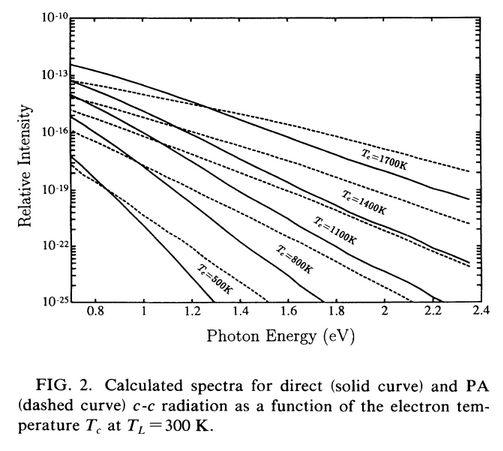 10-10
10-13
10-16
10-19
10-22
10-25
Relative Intensity
Tc=1700K
Tc=1400K
Tc=1100K
Tc=800K
Tc=500K
0.8 1 1.2 1.4 1.6 1.8 2 2.2 2.4
Photon Energy (eV)
FIG. 2. Calculated spectra for direct (solid curve) and PA
(dashed curve) c-c radiation as a function of the electron tem-
perature Tc at TL = 300 K.